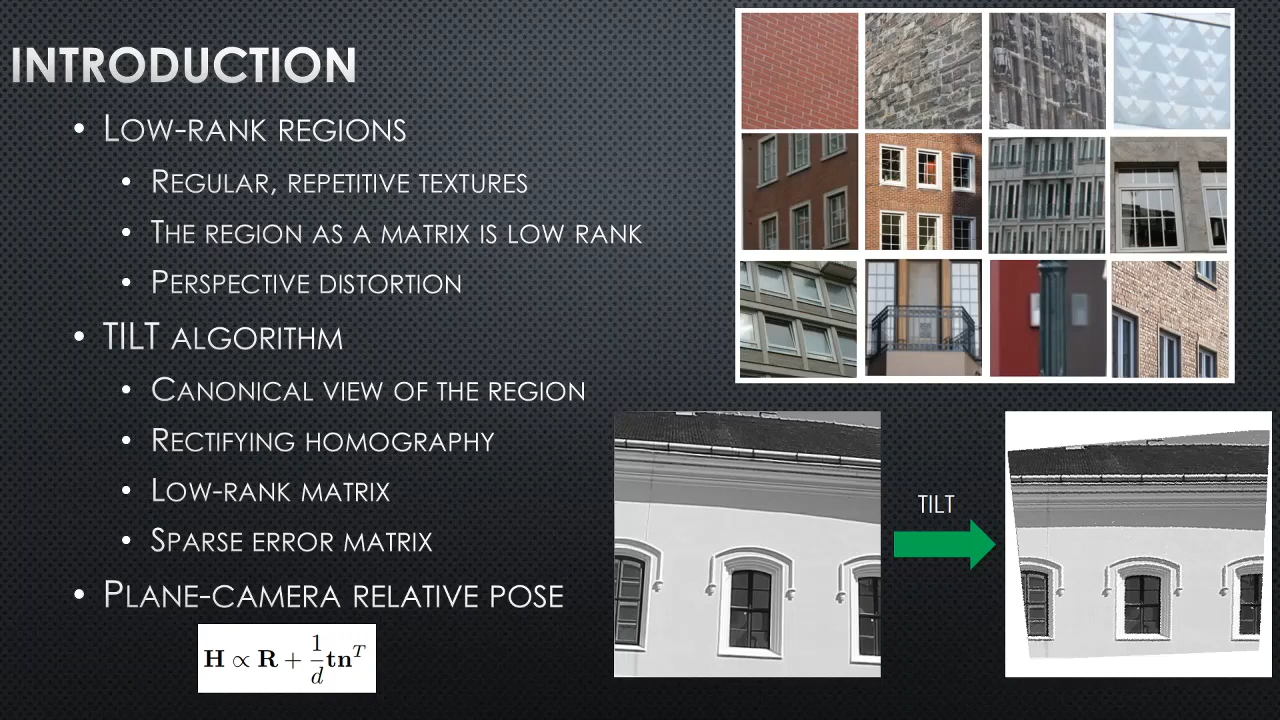 INTRODUCTION
• LOW-RANK REGIONS
• REGULAR, REPETITIVE TEXTURES
• THE REGION AS A MATRIX IS LOW RANK
• PERSPECTIVE DISTORTION
• TILT ALGORITHM
• CANONICAL VIEW OF THE REGION
• RECTIFYING HOMOGRAPHY
• LOW-RANK MATRIX
• SPARSE ERROR MATRIX
• PLANE-CAMERA RELATIVE POSE
H ∝ R + 1/d tn^T
TILT